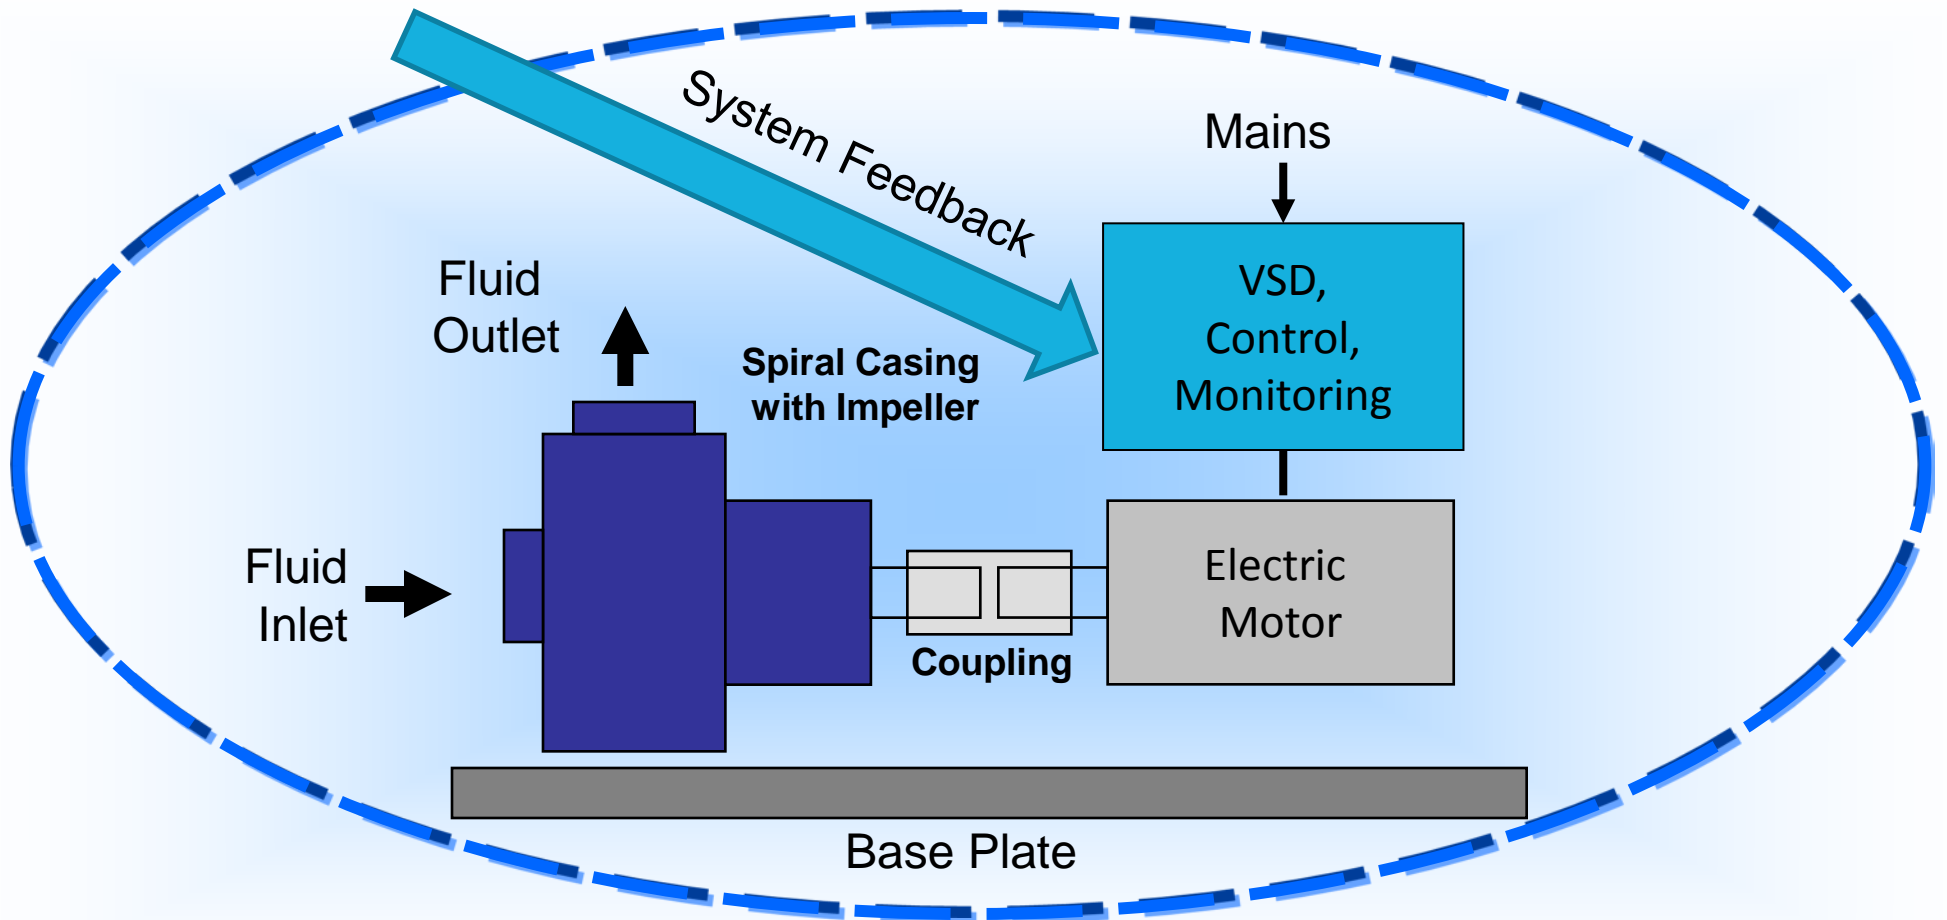 System Feedback
Mains
Fluid
Outlet
VSD,
Control,
Monitoring
Spiral Casing
with Impeller
Fluid
Inlet
Electric
Motor
Coupling
Base Plate